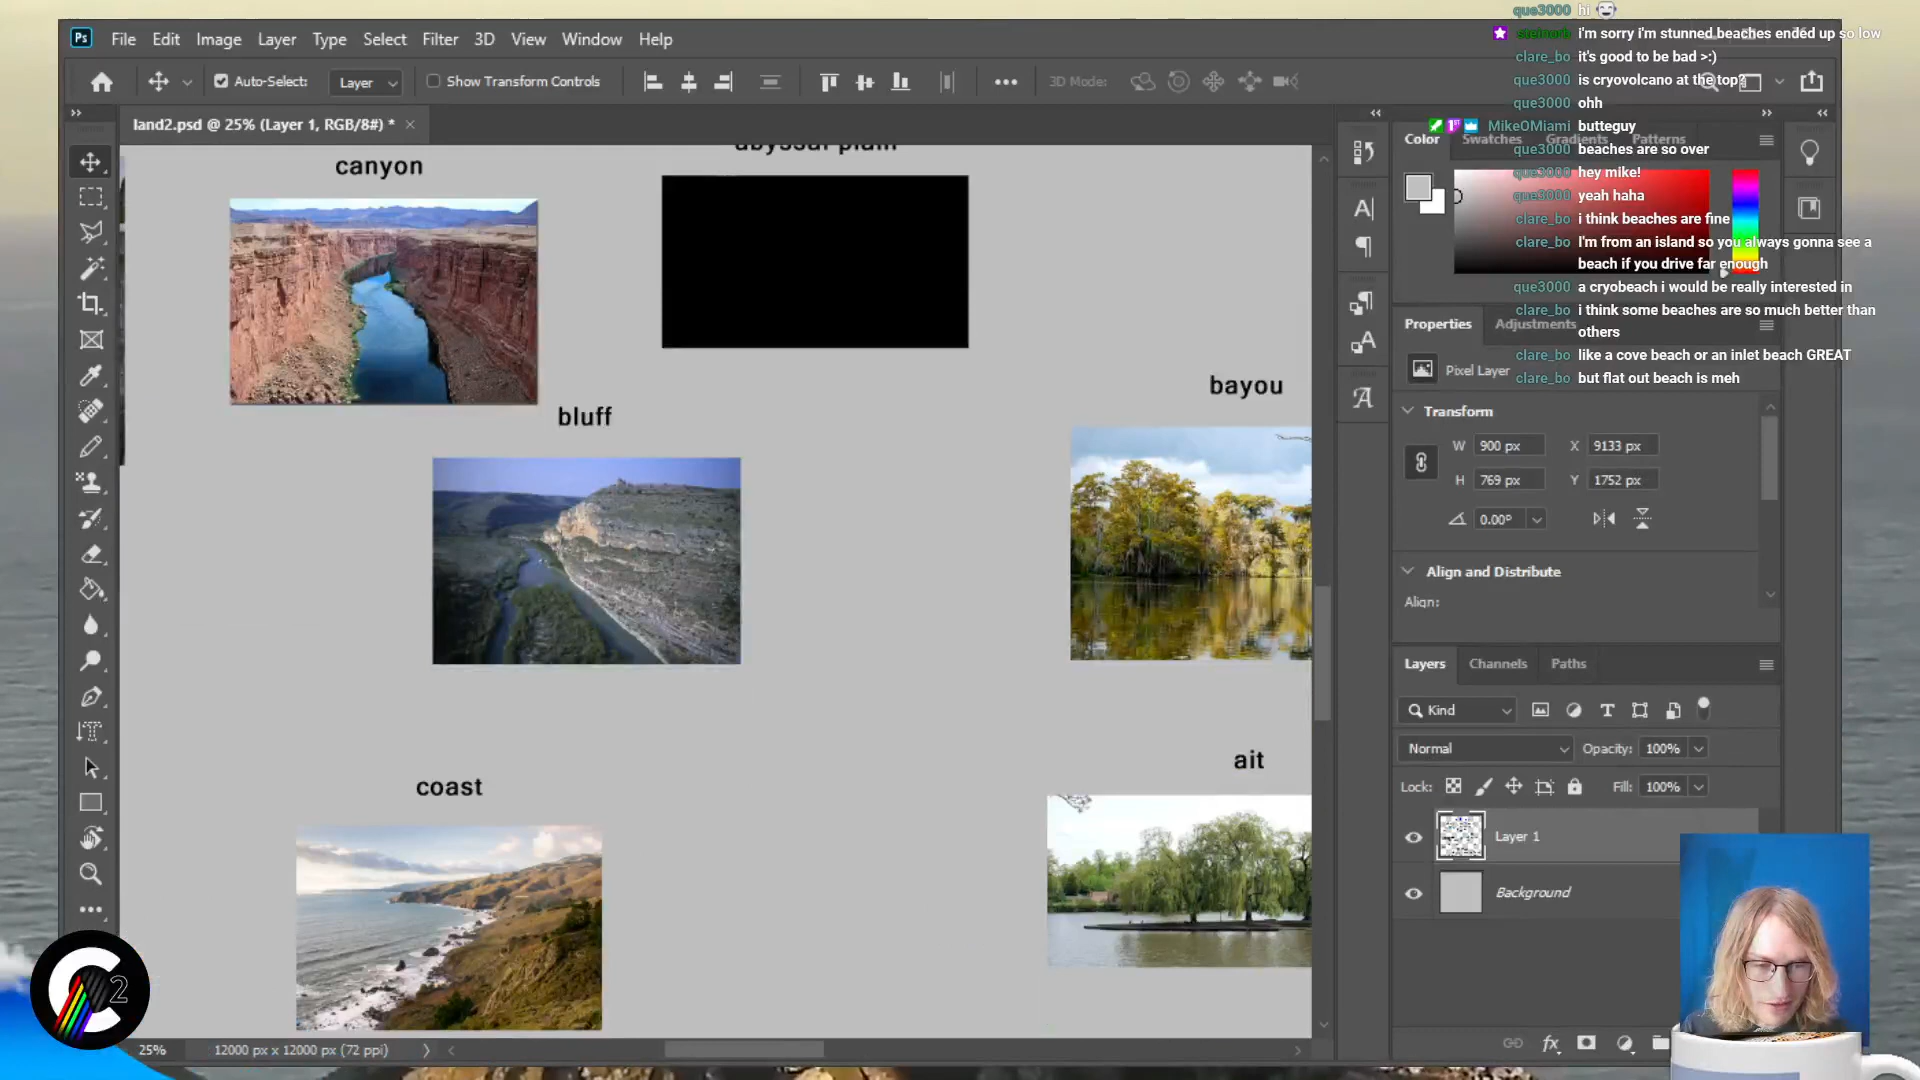 Ps File Edit Image Layer Type Select Filter 3D View Window Help
Auto-Select: Layer Show Transform Controls 3D Mode:
land2.psd @ 25% (Layer 1, RGB/8#) *
canyon
abyssal plain
bluff
bayou
coast
ait
25% 12000 px x 12000 px (72 ppi)
que3000 hi
i'm sorry i'm stunned beaches ended up so low
clare_bo it's good to be bad >:)
que3000 is cryovolcano at the top?
que3000 ohh
MikeOMiami butteguy
que3000 beaches are so over
que3000 hey mike!
que3000 yeah haha
clare_bo i think beaches are fine
clare_bo I'm from an island so you always gonna see a
beach if you drive far enough
que3000 a cryobeach i would be really interested in
clare_bo i think some beaches are so much better than
others
clare_bo like a cove beach or an inlet beach GREAT
clare_bo but flat out beach is meh
Color Swatches Gradients Patterns
Properties Adjustments
Pixel Layer
Transform
W 900 px X 9133 px
H 769 px Y 1752 px
0.00°
Align and Distribute
Align:
Layers Channels Paths
Kind
Normal Opacity: 100%
Lock: Fill: 100%
Layer 1
Background
fx
C 2